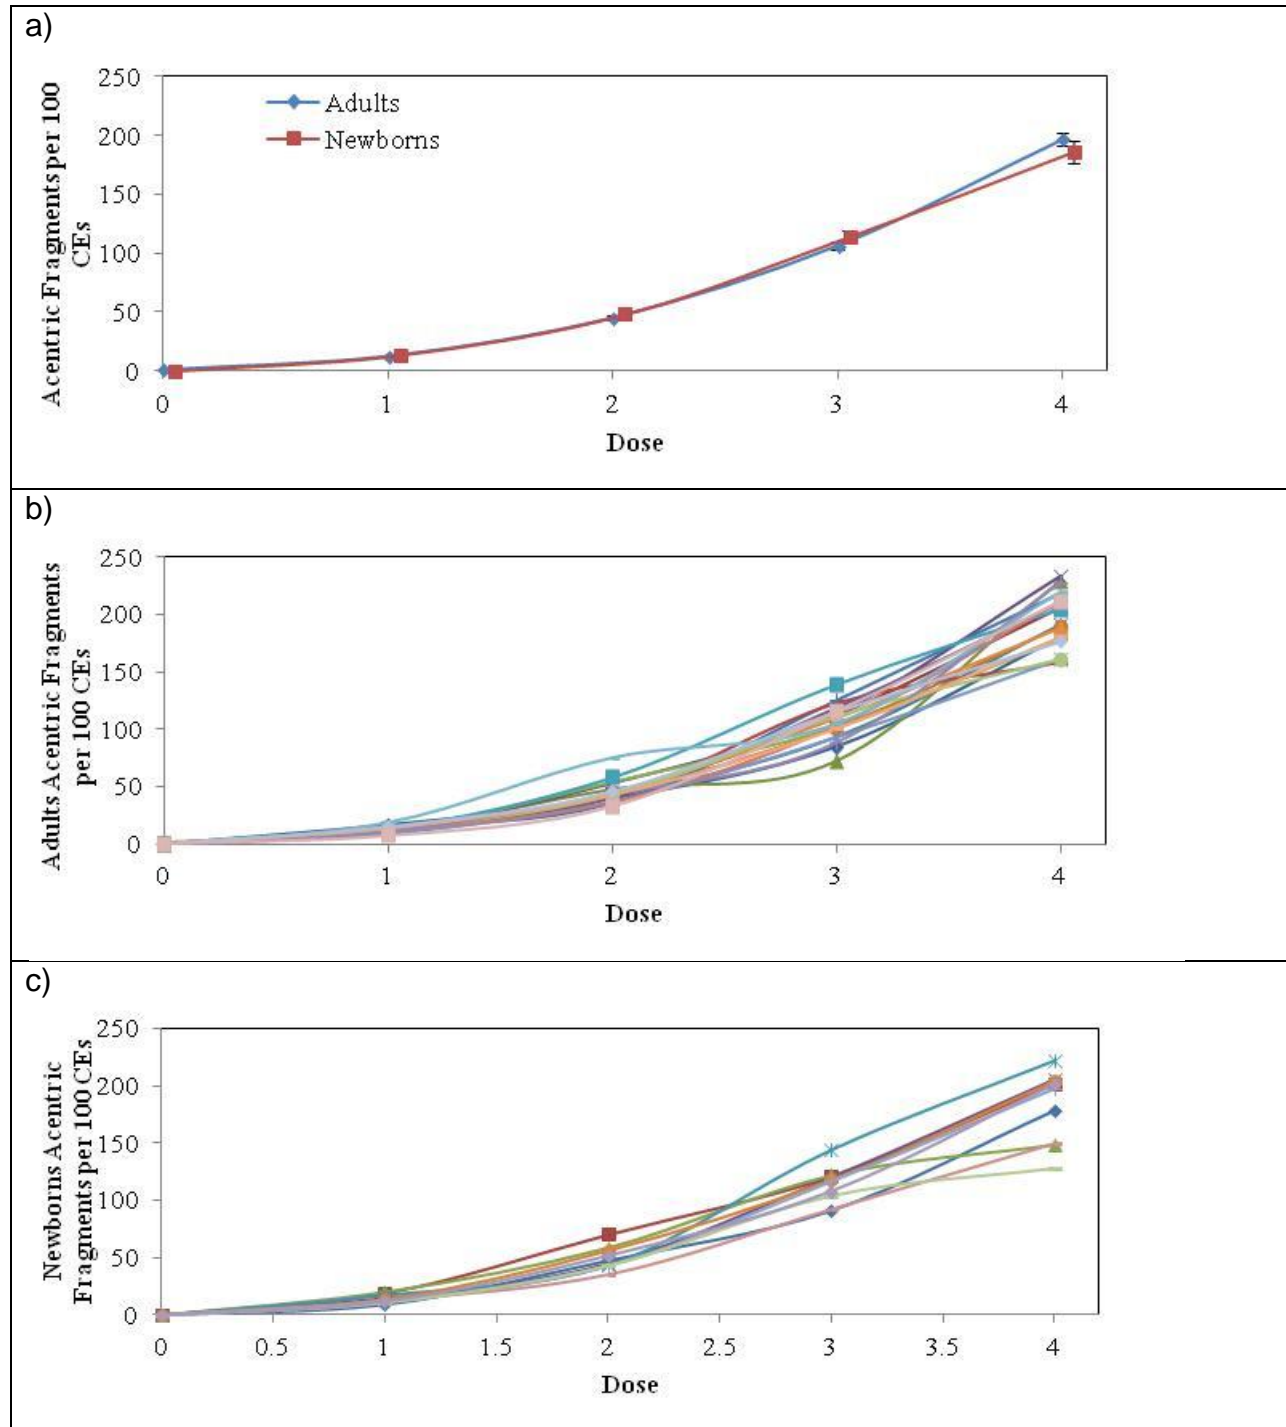 a)
Acentric Fragments per 100
CEs
250
200
150
100
50
0
Adults
Newborns
0 1 2 3 4
Dose
b)
Adults Acentric Fragments
per 100 CEs
250
200
150
100
50
0
0 1 2 3 4
Dose
c)
Newborns Acentric
Fragments per 100 CEs
250
200
150
100
50
0
0 0.5 1 1.5 2 2.5 3 3.5 4
Dose